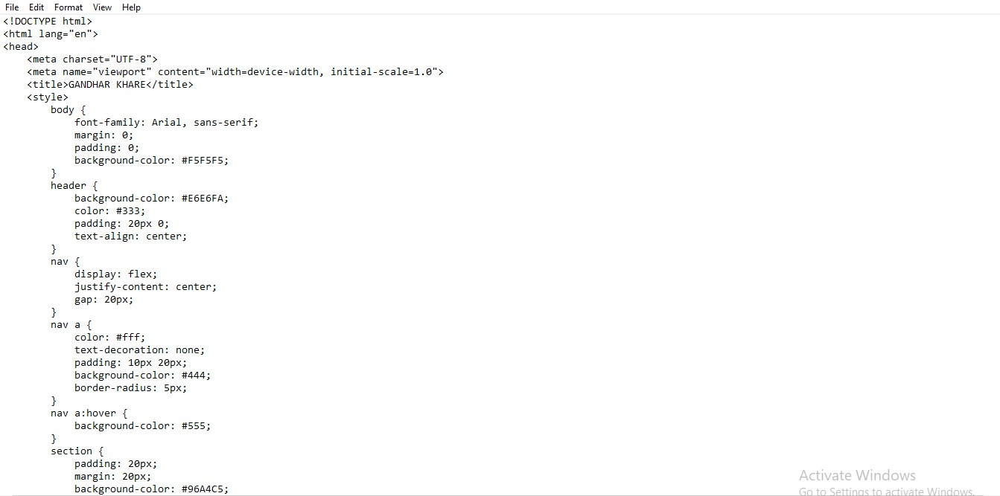 File Edit Format View Help
<!DOCTYPE html>
<html lang="en">
<head>
    <meta charset="UTF-8">
    <meta name="viewport" content="width=device-width, initial-scale=1.0">
    <title>GANDHAR KHARE</title>
    <style>
        body {
            font-family: Arial, sans-serif;
            margin: 0;
            padding: 0;
            background-color: #F5F5F5;
        }
        header {
            background-color: #E6E6FA;
            color: #333;
            padding: 20px 0;
            text-align: center;
        }
        nav {
            display: flex;
            justify-content: center;
            gap: 20px;
        }
        nav a {
            color: #fff;
            text-decoration: none;
            padding: 10px 20px;
            background-color: #444;
            border-radius: 5px;
        }
        nav a:hover {
            background-color: #555;
        }
        section {
            padding: 20px;
            margin: 20px;
            background-color: #96A4C5;
Activate Windows
Go to Settings to activate Windows.